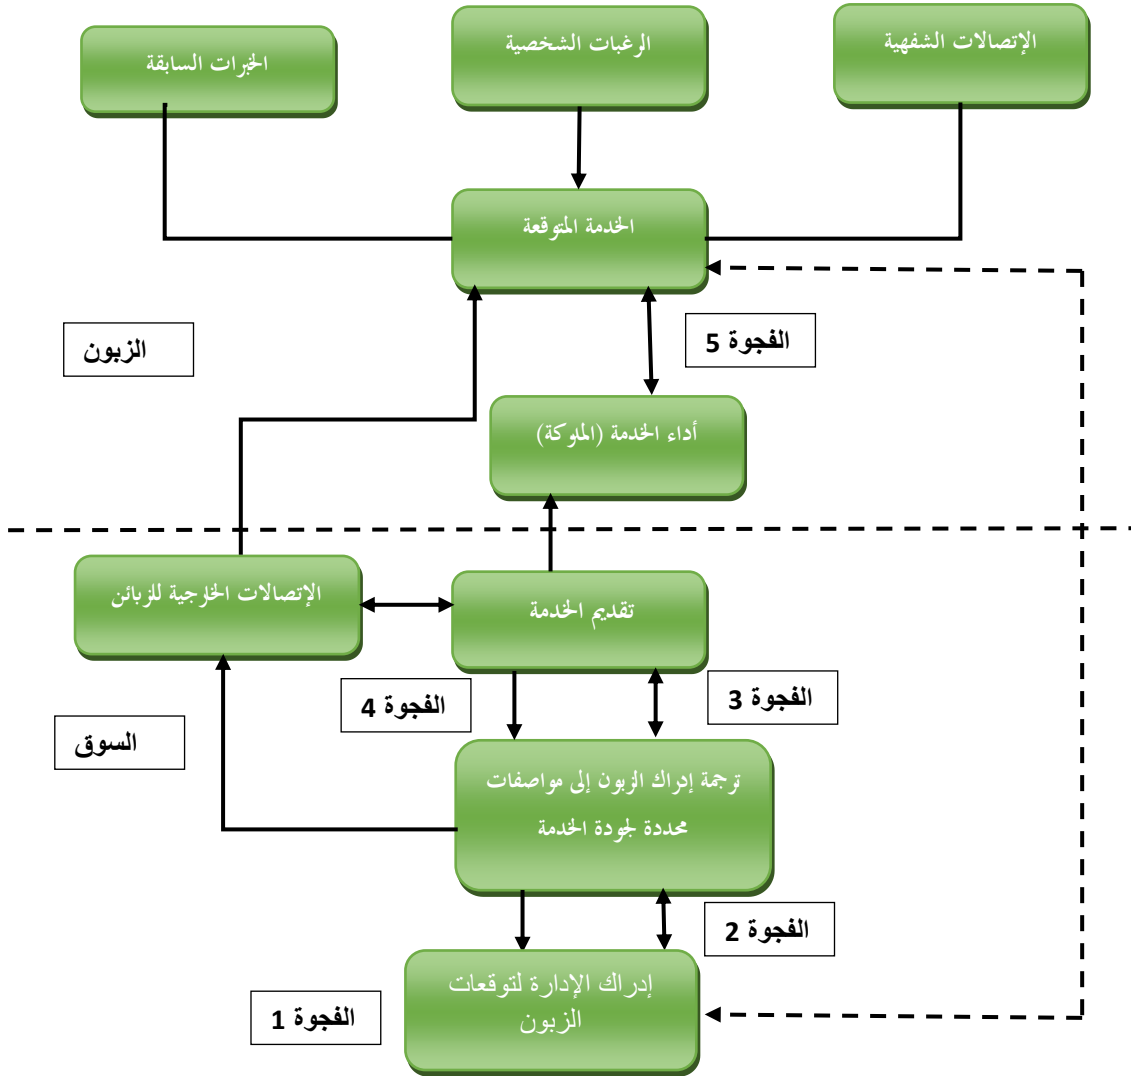 الإتصالات الشفهية
الرغبات الشخصية
الخبرات السابقة
الخدمة المتوقعة
الفجوة 5
الزبون
أداء الخدمة (الملوكة)
الإتصالات الخارجية للزبائن
تقديم الخدمة
الفجوة 3
الفجوة 4
السوق
ترجمة إدراك الزبون إلى مواصفات
محددة لجودة الخدمة
الفجوة 2
إدراك الإدارة لتوقعات
الزبون
الفجوة 1